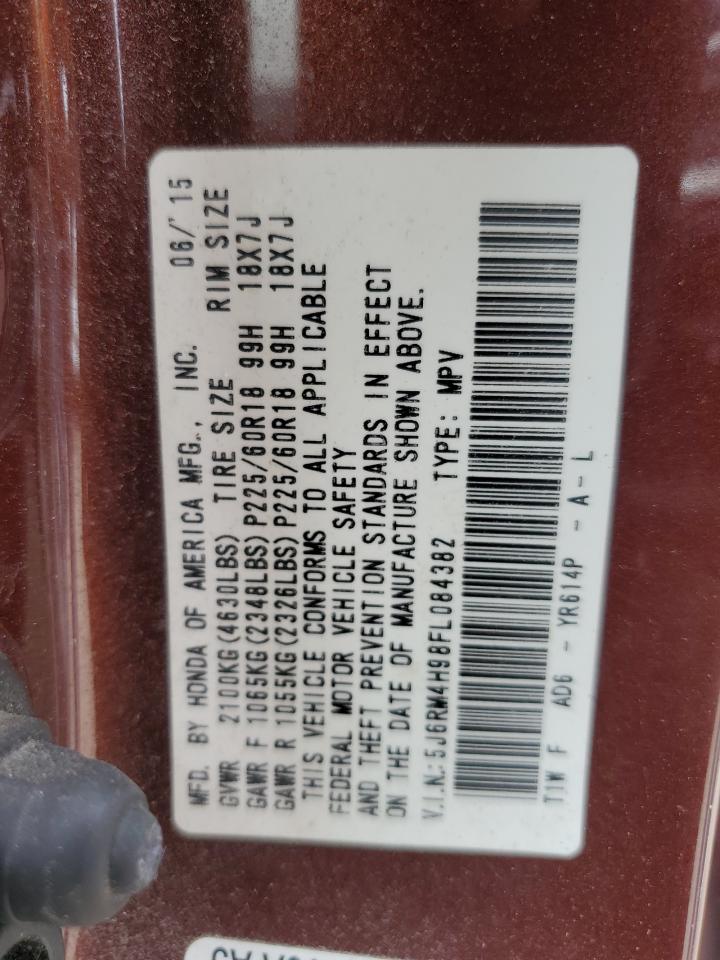 MFD. BY HONDA OF AMERICA MFG., INC. 06/'15
GVWR 2100KG(4630LBS) TIRE SIZE RIM SIZE
GAWR F 1065KG(2348LBS) P225/60R18 99H 18X7J
GAWR R 1055KG(2326LBS) P225/60R18 99H 18X7J
THIS VEHICLE CONFORMS TO ALL APPLICABLE
FEDERAL MOTOR VEHICLE SAFETY
AND THEFT PREVENTION STANDARDS IN EFFECT
ON THE DATE OF MANUFACTURE SHOWN ABOVE.
V.I.N.: 5J6RM4H98FL084382 TYPE: MPV
T1W F AD6 - YR614P - A - L